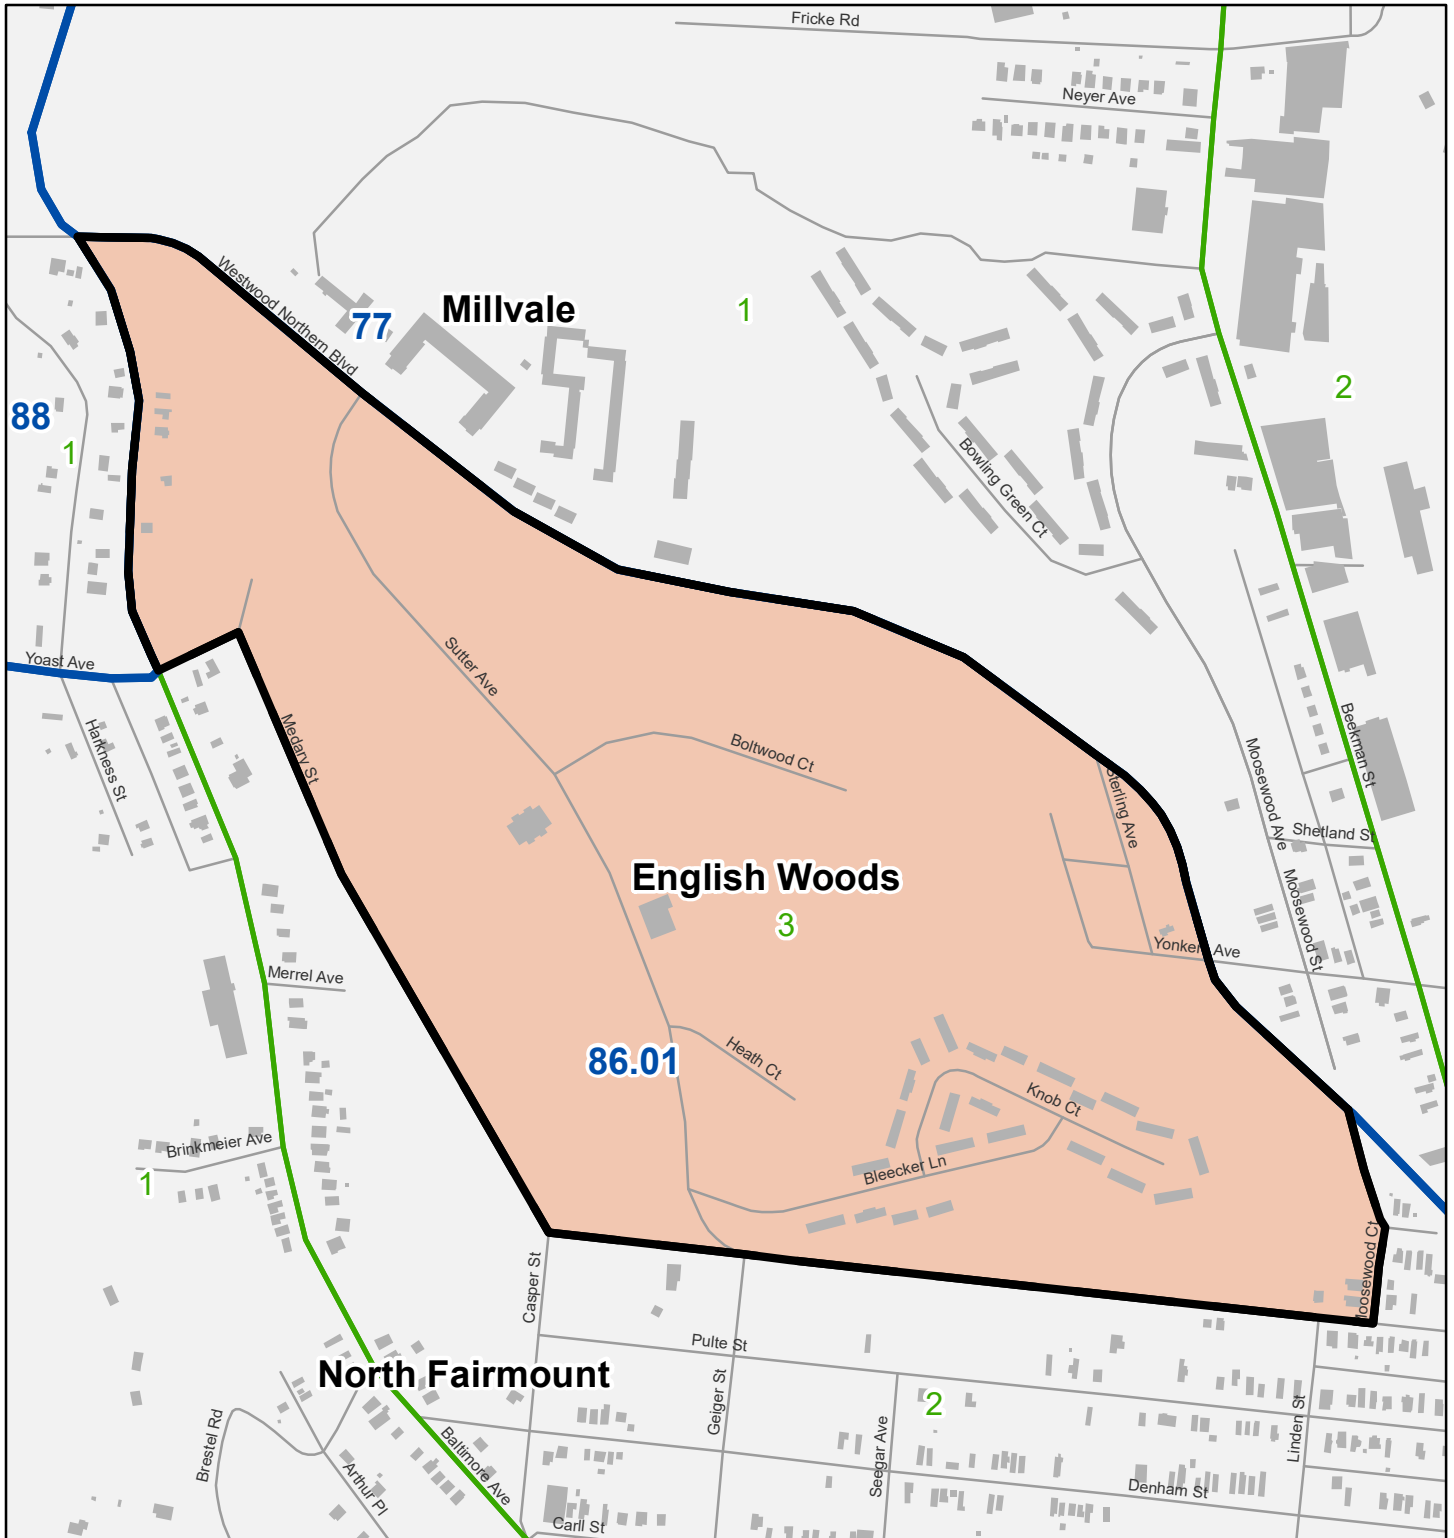 Fricke Rd
Neyer Ave
Westwood Northern Blvd
77
Millvale
1
2
88
1
Bowling Green Ct
Yoast Ave
Sutter Ave
Harkness St
Medary St
Boltwood Ct
Sterling Ave
Moosewood Ave
Beekman St
Shetland St
English Woods
3
Moosewood St
Yonkers Ave
Merrel Ave
86.01
Heath Ct
Knob Ct
Brinkmeier Ave
Bleecker Ln
1
Moosewood Ct
Casper St
Pulte St
North Fairmount
Geiger St
2
Seegar Ave
Linden St
Brestel Rd
Baltimore Ave
Arthur Pl
Denham St
Carll St